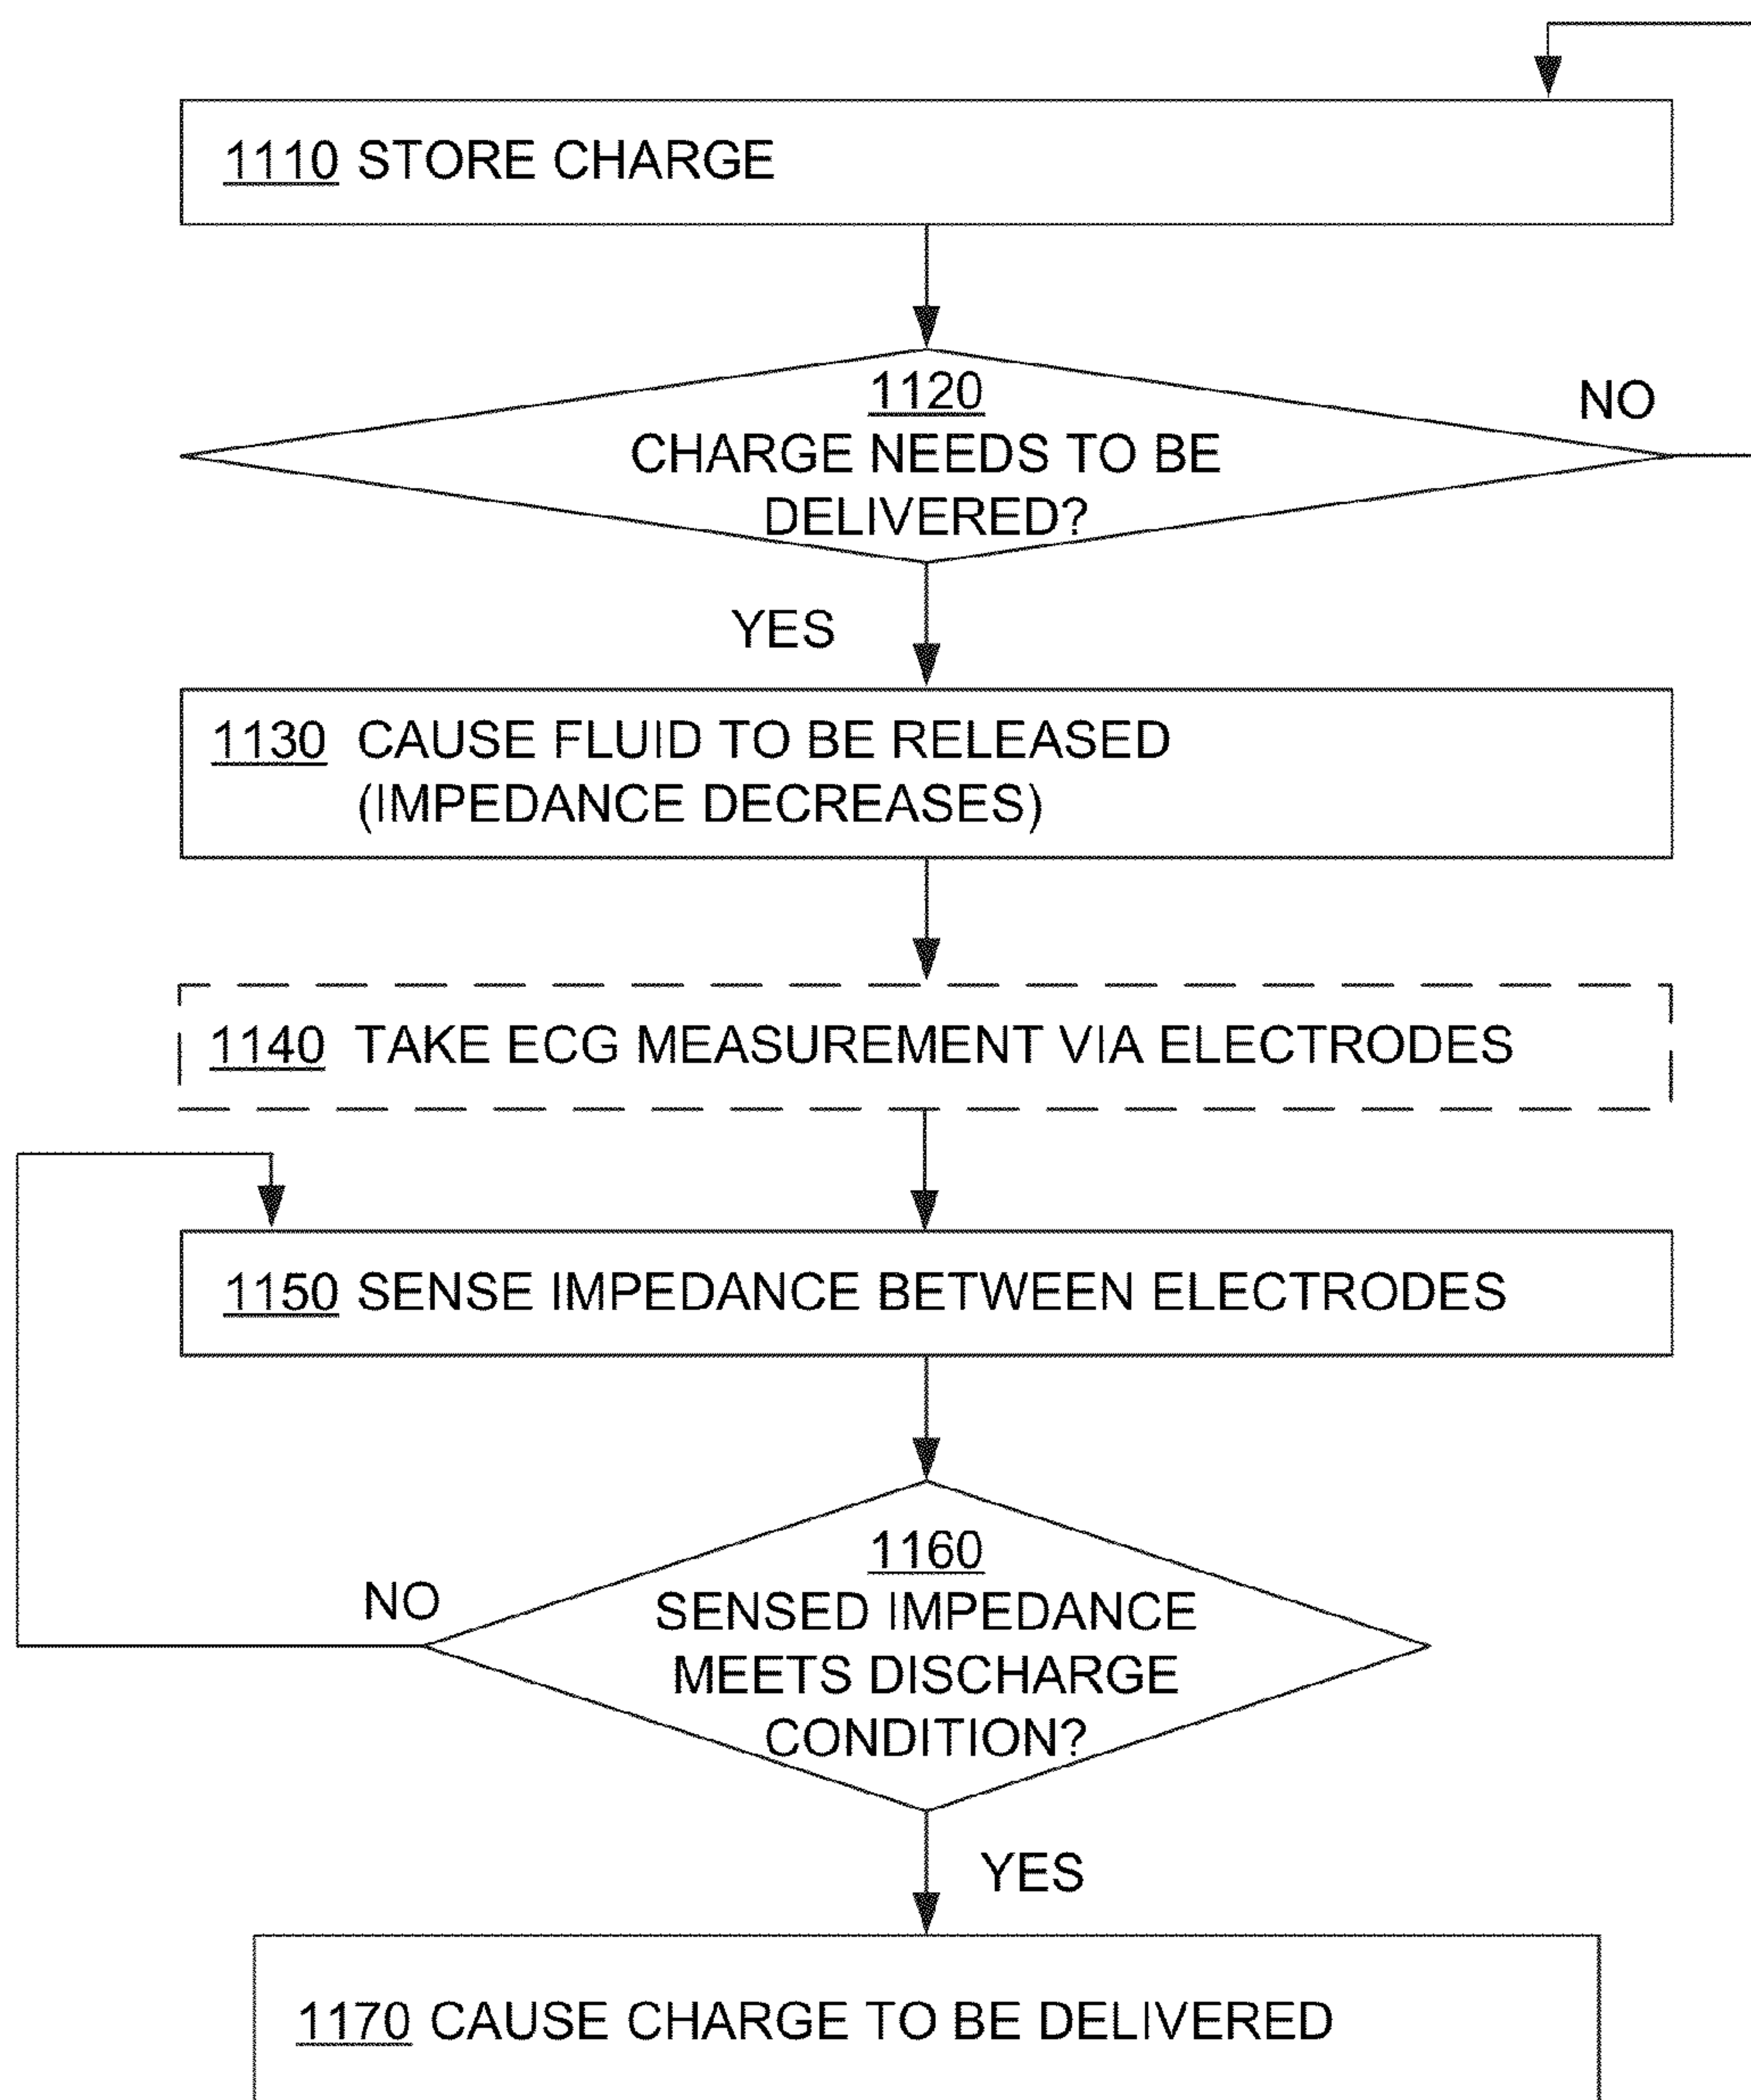 1110 STORE CHARGE
1120
CHARGE NEEDS TO BE
DELIVERED?
NO
YES
1130 CAUSE FLUID TO BE RELEASED
(IMPEDANCE DECREASES)
1140 TAKE ECG MEASUREMENT VIA ELECTRODES
1150 SENSE IMPEDANCE BETWEEN ELECTRODES
1160
SENSED IMPEDANCE
MEETS DISCHARGE
CONDITION?
NO
YES
1170 CAUSE CHARGE TO BE DELIVERED